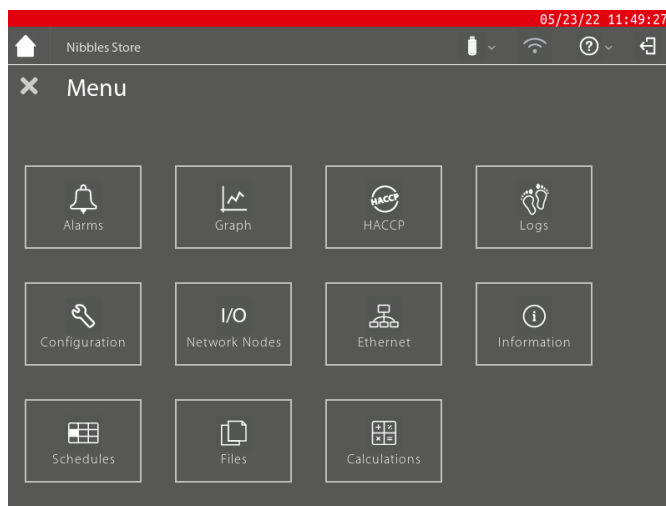 05/23/22 11:49:27
Nibbles Store
Menu
Alarms
Graph
HACCP
HACCP
Logs
Configuration
I/O
Network Nodes
Ethernet
Information
Schedules
Files
Calculations